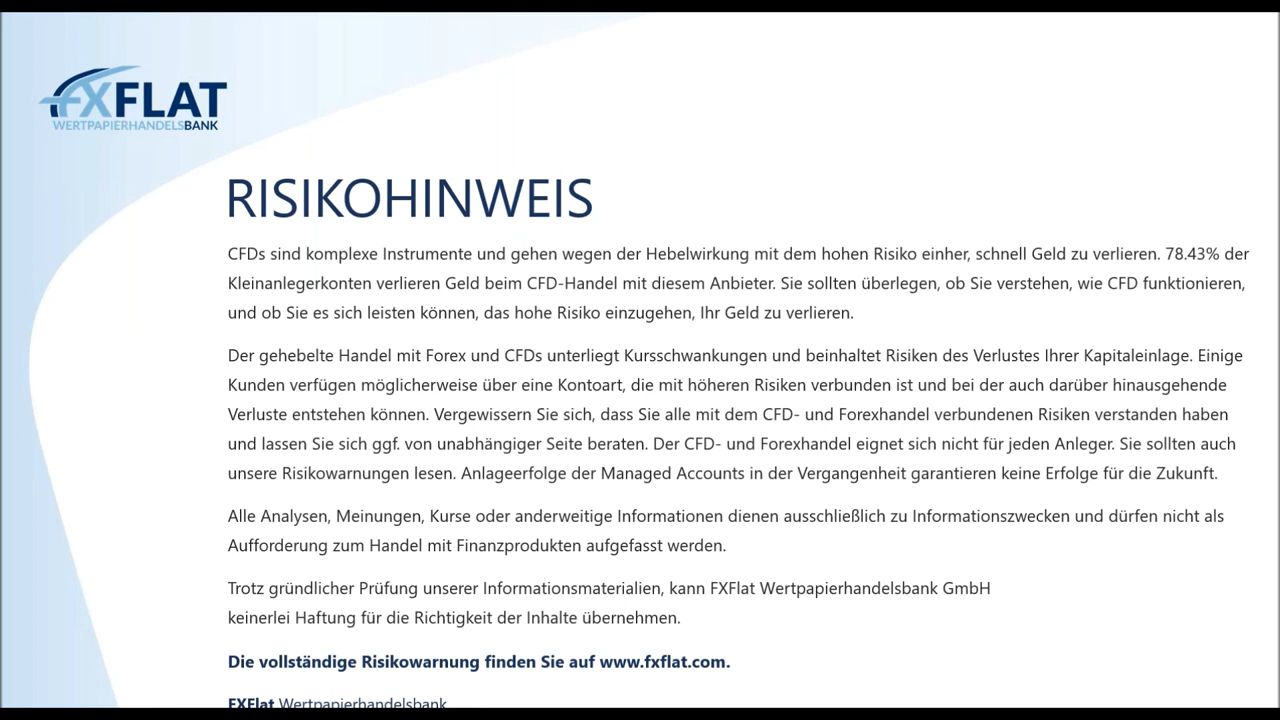 FXFLAT
WERTPAPIERHANDELSBANK
RISIKOHINWEIS
CFDs sind komplexe Instrumente und gehen wegen der Hebelwirkung mit dem hohen Risiko einher, schnell Geld zu verlieren. 78.43% der
Kleinanlegerkonten verlieren Geld beim CFD-Handel mit diesem Anbieter. Sie sollten überlegen, ob Sie verstehen, wie CFD funktionieren,
und ob Sie es sich leisten können, das hohe Risiko einzugehen, Ihr Geld zu verlieren.
Der gehebelte Handel mit Forex und CFDs unterliegt Kursschwankungen und beinhaltet Risiken des Verlustes Ihrer Kapitaleinlage. Einige
Kunden verfügen möglicherweise über eine Kontoart, die mit höheren Risiken verbunden ist und bei der auch darüber hinausgehende
Verluste entstehen können. Vergewissern Sie sich, dass Sie alle mit dem CFD- und Forexhandel verbundenen Risiken verstanden haben
und lassen Sie sich ggf. von unabhängiger Seite beraten. Der CFD- und Forexhandel eignet sich nicht für jeden Anleger. Sie sollten auch
unsere Risikowarnungen lesen. Anlageerfolge der Managed Accounts in der Vergangenheit garantieren keine Erfolge für die Zukunft.
Alle Analysen, Meinungen, Kurse oder anderweitige Informationen dienen ausschließlich zu Informationszwecken und dürfen nicht als
Aufforderung zum Handel mit Finanzprodukten aufgefasst werden.
Trotz gründlicher Prüfung unserer Informationsmaterialien, kann FXFlat Wertpapierhandelsbank GmbH
keinerlei Haftung für die Richtigkeit der Inhalte übernehmen.
Die vollständige Risikowarnung finden Sie auf www.fxflat.com.
FXFlat Wertpapierhandelsbank